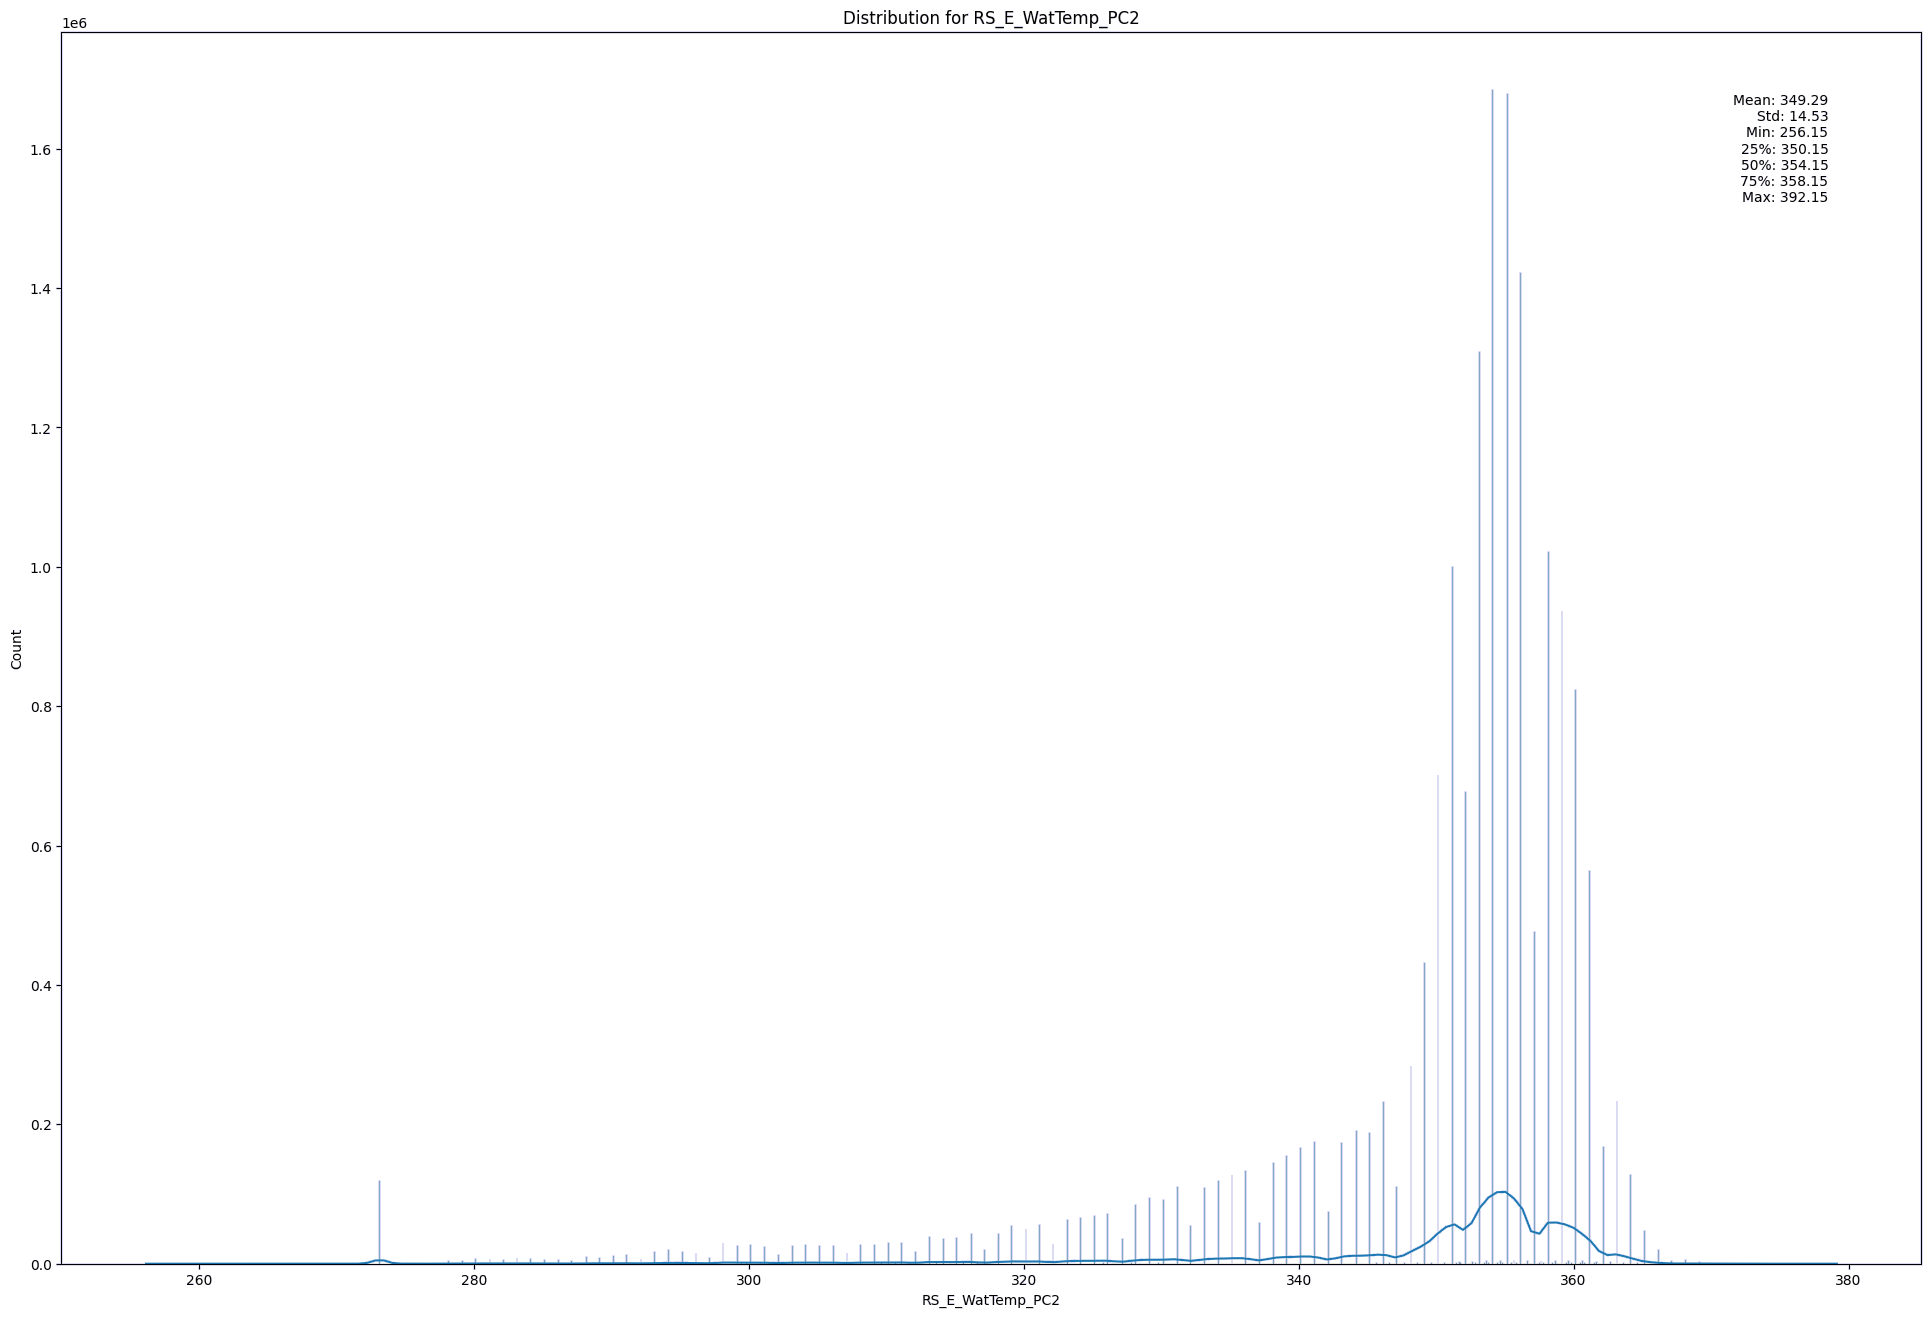 Distribution for RS_E_WatTemp_PC2
1e6
Mean: 349.29
Std: 14.53
Min: 256.15
25%: 350.15
50%: 354.15
75%: 358.15
Max: 392.15
1.6
1.4
1.2
1.0
0.8
0.6
0.4
0.2
0.0
Count
260 280 300 320 340 360 380
RS_E_WatTemp_PC2